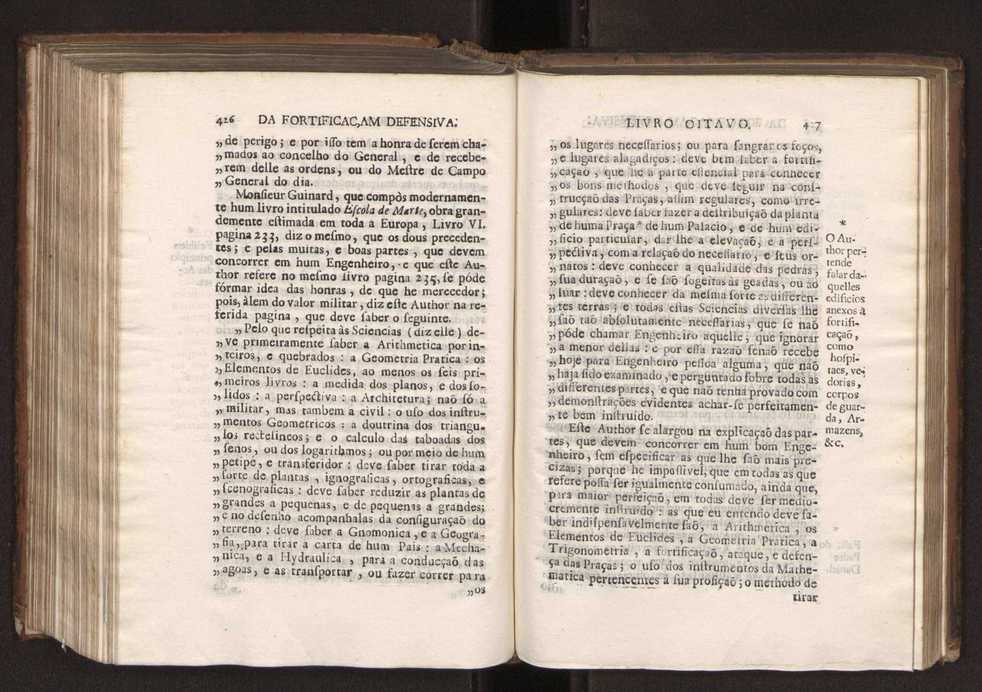 426 DA FORTIFICAC,AM DEFENSIVA.
„ de perigo; e por iſſo tem a honra de ſerem cha-
„ mados ao concelho do General, e de recebe-
„ rem delle as ordens, ou do Meſtre de Campo
„ General do dia.
Monſieur Guinard, que compôs modernamen-
te hum livro intitulado Eſcola de Marte, obra gran-
demente eſtimada em toda a Europa, Livro VI.
pagina 233, diz o meſmo, que os dous preceden-
tes; e pelas muitas, e boas partes, que devem
concorrer em hum Engenheiro, e que eſte Au-
thor refere no meſmo livro pagina 235, ſe póde
fórmar idea das honras, de que he merecedor;
pois, àlem do valor militar, diz eſte Author na re-
ferida pagina, que deve ſaber o ſeguinte.
„ Pelo que reſpeita às Sciencias (diz elle) de-
„ ve primeiramente ſaber a Arithmetica por in-
„ teiros, e quebrados: a Geometria Pratica: os
„ Elementos de Euclides, ao menos os ſeis pri-
„ meiros livros: a medida dos planos, e dos ſo-
„ lidos: a perſpectiva: a Architetura; naõ ſó a
„ militar, mas tambem a civil: o uſo dos inſtru-
„ mentos Geometricos: a doutrina dos triangu-
„ los rectelineos; e o calculo das taboadas dos
„ ſenos, ou dos logarithmos; ou por meio de hum
„ petipé, e tranſferidor: deve ſaber tirar toda a
„ ſorte de plantas, ignograficas, ortograficas, e
„ ſcenograficas: deve ſaber reduzir as plantas de
„ grandes a pequenas, e de pequenas a grandes;
„ e no deſenho acompanhalas da configuraçaõ do
„ terreno: deve ſaber a Gnomonica, e a Geogra-
„ fia, para tirar a carta de hum Pais: a Mecha-
„ nica, e a Hydraulica, para a conducçaõ das
„ agoas, e as tranſportar, ou fazer correr para
„ os
LIVRO OITAVO. 4 7
„ os lugares neceſſarios; ou para ſangrar os foços,
„ e lugares alagadiços: deve bem ſaber a fortifi-
„ caçaõ, que he a parte eſſencial para conhecer
„ os bons methodos, que deve ſeguir na conſ-
„ trucçaõ das Praças, aſſim regulares, como irre-
„ gulares: deve ſaber fazer a deſtribuiçaõ da planta
„ de huma Praça* de hum Palacio, e de hum edi-
„ ficio particular, dar lhe a elevaçaõ; e a perſ-
„ pectiva, com a relaçaõ do neceſſario, e ſeus or-
„ natos: deve conhecer a qualidade das pedras;
„ ſua duraçaõ, e ſe ſaõ ſogeitas ás geadas, ou ao
„ luar: deve conhecer da meſma ſorte as differen-
„ tes terras; e todas eſtas Sciencias diverſas lhe
„ ſaõ taõ abſolutamente neceſſarias, que ſe naõ
„ póde chamar Engenheiro aquelle, que ignorar
„ a menor dellas: e por eſſa razaõ ſenaõ recebe
„ hoje para Engenheiro peſſoa alguma, que naõ
„ haja ſido examinado, e perguntado ſobre todas as
„ differentes partes, e que naõ tenha provado com
„ demonſtrações evidentes achar-ſe perfeitamen-
„ te bem inſtruido.
Eſte Author ſe alargou na explicaçaõ das par-
tes, que devem concorrer em hum bom Enge-
nheiro, ſem eſpecificar as que lhe ſaõ mais pre-
cizas; porque he impoſſivel, que em todas as que
refere poſſa ſer igualmente conſumado, ainda que,
para maior perfeiçaõ, em todas deve ſer medio-
cremente inſtruido: as que eu entendo deve ſa-
ber indiſpenſavelmente ſaõ, a Arithmetica, os
Elementos de Euclides, a Geometria Pratica, a
Trigonometria, a fortificaçaõ, ataque, e defen-
ça das Praças; o uſo dos inſtrumentos da Mathe-
matica pertencentes á ſua profiçaõ; o methodo de
tirar
*
O Au-
thor per-
tende
falar da-
quelles
edificios
anexos á
fortifi-
caçaõ,
como
hoſpi-
taes, ve-
dorias,
corpos
de guar-
da, Ar-
mazens,
&c.